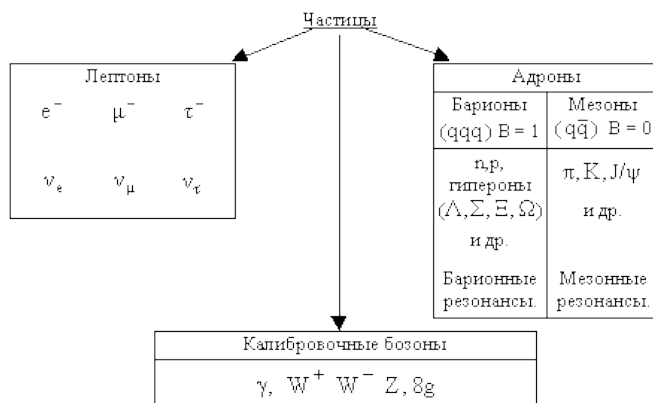 Частицы
Лептоны
e⁻ μ⁻ τ⁻
νₑ ν_μ ν_τ
Адроны
Барионы
(qqq) B = 1
n,p,
гипероны
(Λ,Σ,Ξ,Ω)
и др.
Барионные
резонансы.
Мезоны
(qq̄) B = 0
π, K, J/ψ
и др.
Мезонные
резонансы.
Калибровочные бозоны
γ, W⁺ W⁻ Z, 8g